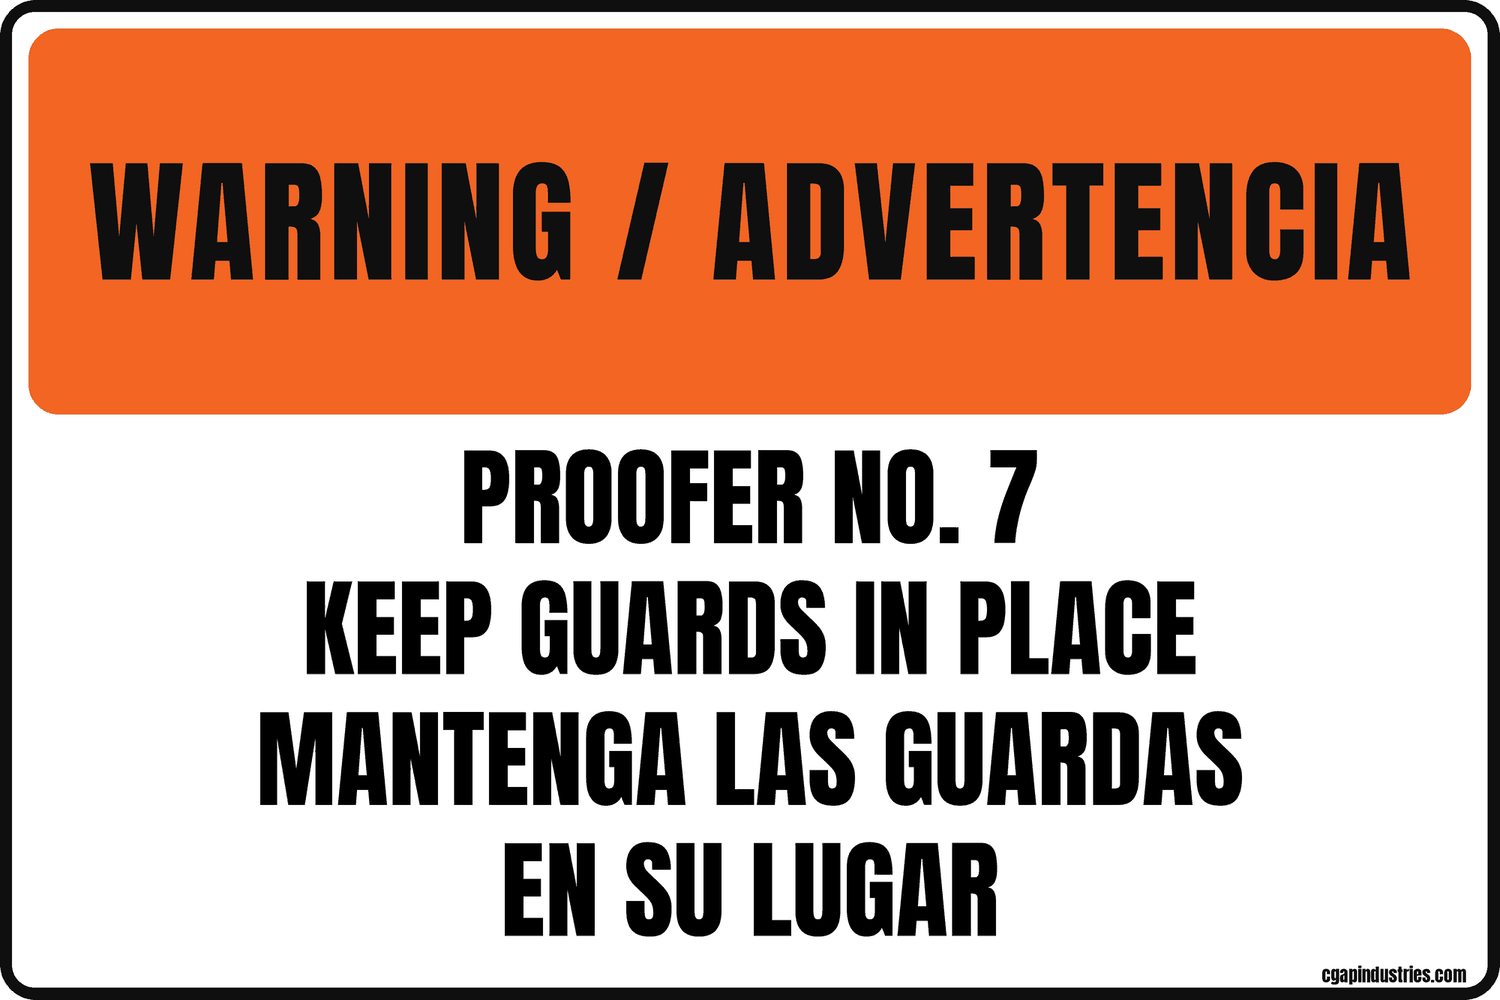 WARNING / ADVERTENCIA
PROOFER NO. 7
KEEP GUARDS IN PLACE
MANTENGA LAS GUARDAS
EN SU LUGAR
cgapindustries.com